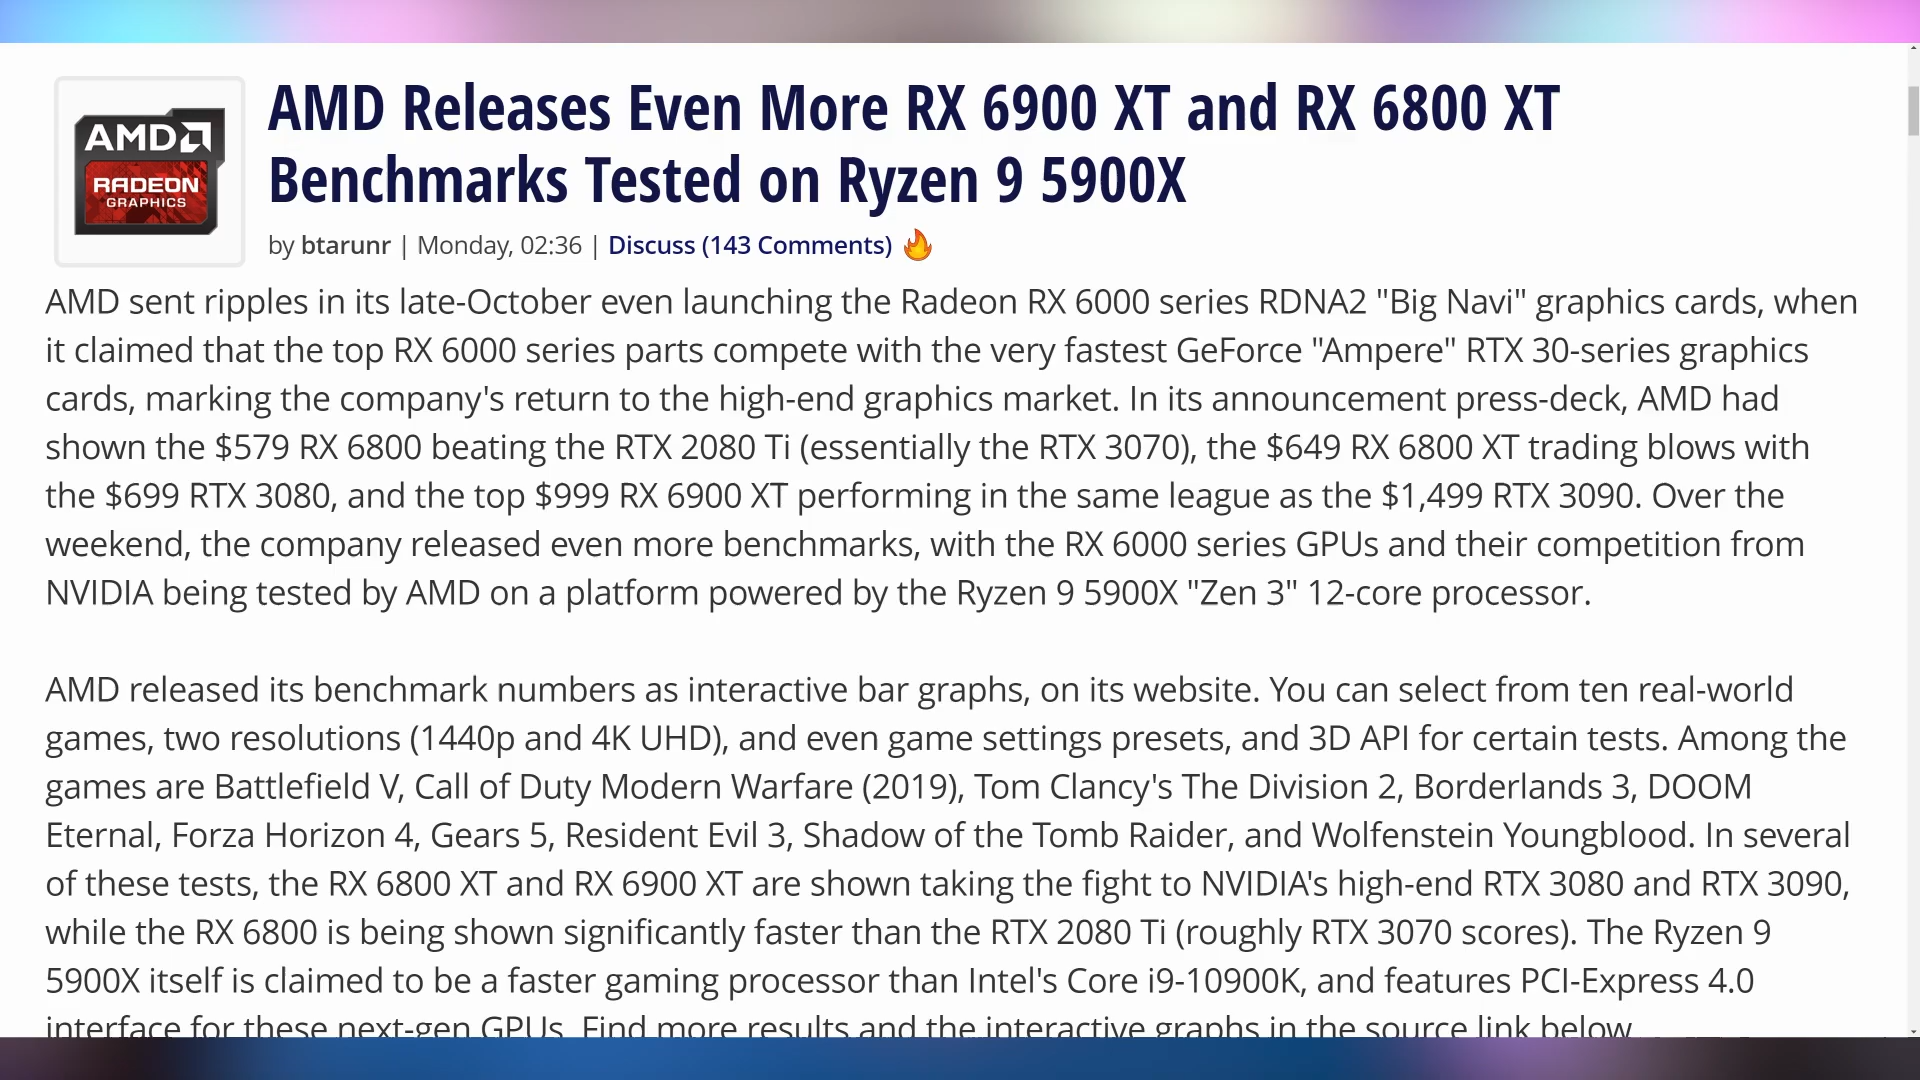 AMD
RADEON
GRAPHICS
AMD Releases Even More RX 6900 XT and RX 6800 XT
Benchmarks Tested on Ryzen 9 5900X
by btarunr | Monday, 02:36 | Discuss (143 Comments)
AMD sent ripples in its late-October even launching the Radeon RX 6000 series RDNA2 "Big Navi" graphics cards, when
it claimed that the top RX 6000 series parts compete with the very fastest GeForce "Ampere" RTX 30-series graphics
cards, marking the company's return to the high-end graphics market. In its announcement press-deck, AMD had
shown the $579 RX 6800 beating the RTX 2080 Ti (essentially the RTX 3070), the $649 RX 6800 XT trading blows with
the $699 RTX 3080, and the top $999 RX 6900 XT performing in the same league as the $1,499 RTX 3090. Over the
weekend, the company released even more benchmarks, with the RX 6000 series GPUs and their competition from
NVIDIA being tested by AMD on a platform powered by the Ryzen 9 5900X "Zen 3" 12-core processor.
AMD released its benchmark numbers as interactive bar graphs, on its website. You can select from ten real-world
games, two resolutions (1440p and 4K UHD), and even game settings presets, and 3D API for certain tests. Among the
games are Battlefield V, Call of Duty Modern Warfare (2019), Tom Clancy's The Division 2, Borderlands 3, DOOM
Eternal, Forza Horizon 4, Gears 5, Resident Evil 3, Shadow of the Tomb Raider, and Wolfenstein Youngblood. In several
of these tests, the RX 6800 XT and RX 6900 XT are shown taking the fight to NVIDIA's high-end RTX 3080 and RTX 3090,
while the RX 6800 is being shown significantly faster than the RTX 2080 Ti (roughly RTX 3070 scores). The Ryzen 9
5900X itself is claimed to be a faster gaming processor than Intel's Core i9-10900K, and features PCI-Express 4.0
interface for these next-gen GPUs. Find more results and the interactive graphs in the source link below.